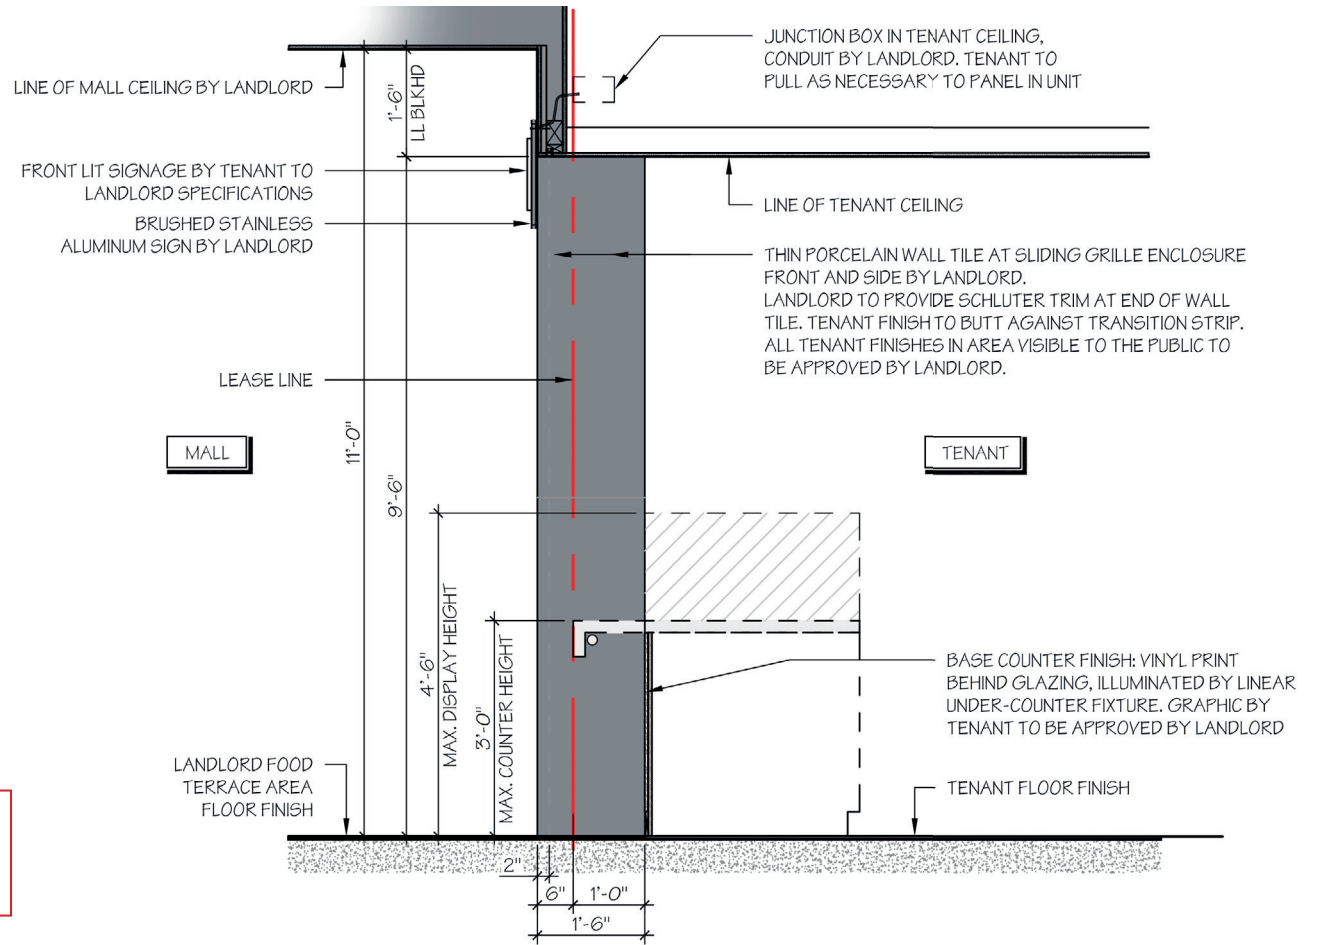 JUNCTION BOX IN TENANT CEILING,
CONDUIT BY LANDLORD. TENANT TO
PULL AS NECESSARY TO PANEL IN UNIT
LINE OF MALL CEILING BY LANDLORD
1'-6"
LL BLKHD
FRONT LIT SIGNAGE BY TENANT TO
LANDLORD SPECIFICATIONS
BRUSHED STAINLESS
ALUMINUM SIGN BY LANDLORD
LINE OF TENANT CEILING
THIN PORCELAIN WALL TILE AT SLIDING GRILLE ENCLOSURE
FRONT AND SIDE BY LANDLORD.
LANDLORD TO PROVIDE SCHLUTER TRIM AT END OF WALL
TILE. TENANT FINISH TO BUTT AGAINST TRANSITION STRIP.
ALL TENANT FINISHES IN AREA VISIBLE TO THE PUBLIC TO
BE APPROVED BY LANDLORD.
LEASE LINE
MALL
TENANT
11'-0"
9'-6"
4'-6"
MAX. DISPLAY HEIGHT
3'-0"
MAX. COUNTER HEIGHT
BASE COUNTER FINISH: VINYL PRINT
BEHIND GLAZING, ILLUMINATED BY LINEAR
UNDER-COUNTER FIXTURE. GRAPHIC BY
TENANT TO BE APPROVED BY LANDLORD
LANDLORD FOOD
TERRACE AREA
FLOOR FINISH
TENANT FLOOR FINISH
2"
6"
1'-0"
1'-6"